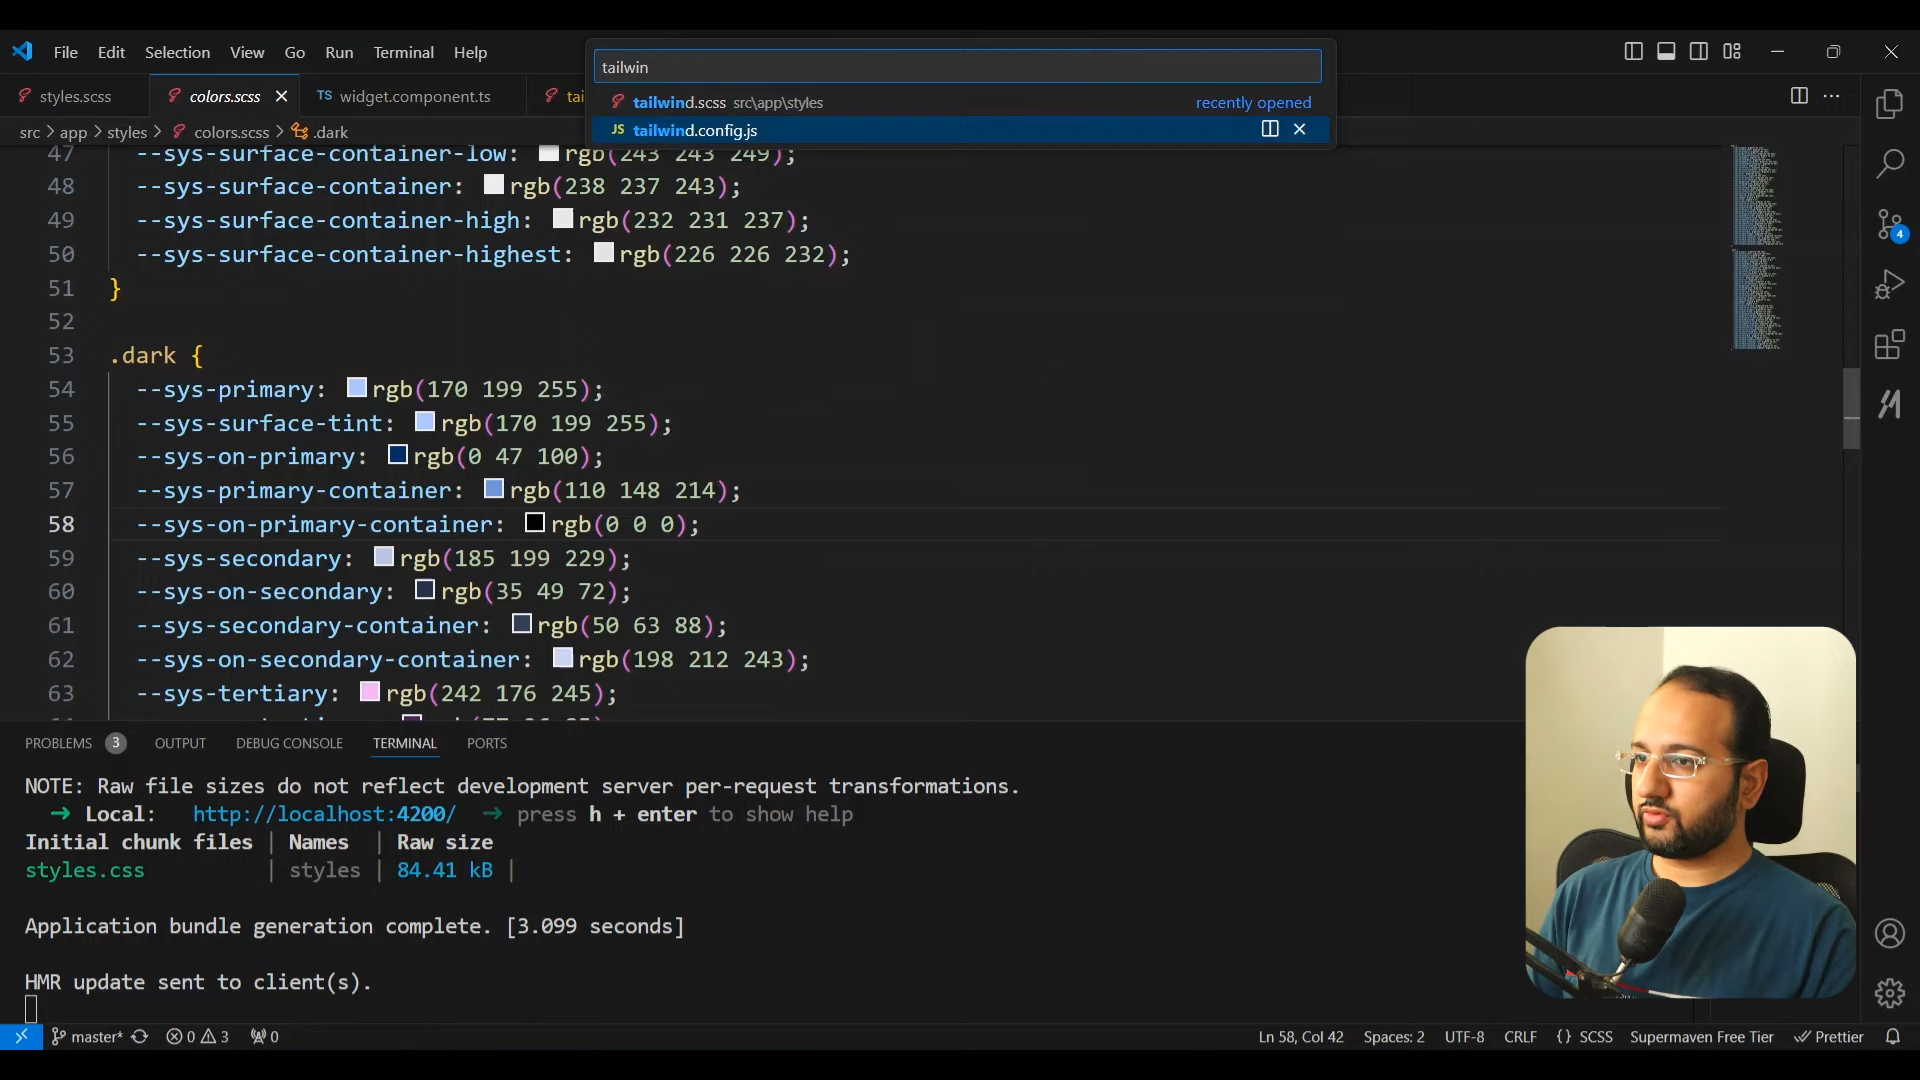 File Edit Selection View Go Run Terminal Help
tailwin
tailwind.scss src\app\styles recently opened
JS tailwind.config.js
styles.scss colors.scss TS widget.component.ts tai
src > app > styles > colors.scss > .dark
47 --sys-surface-container-low: rgb(243 243 249);
48 --sys-surface-container: rgb(238 237 243);
49 --sys-surface-container-high: rgb(232 231 237);
50 --sys-surface-container-highest: rgb(226 226 232);
51 }
52
53 .dark {
54 --sys-primary: rgb(170 199 255);
55 --sys-surface-tint: rgb(170 199 255);
56 --sys-on-primary: rgb(0 47 100);
57 --sys-primary-container: rgb(110 148 214);
58 --sys-on-primary-container: rgb(0 0 0);
59 --sys-secondary: rgb(185 199 229);
60 --sys-on-secondary: rgb(35 49 72);
61 --sys-secondary-container: rgb(50 63 88);
62 --sys-on-secondary-container: rgb(198 212 243);
63 --sys-tertiary: rgb(242 176 245);
PROBLEMS 3 OUTPUT DEBUG CONSOLE TERMINAL PORTS
NOTE: Raw file sizes do not reflect development server per-request transformations.
➜ Local: http://localhost:4200/ ➜ press h + enter to show help
Initial chunk files | Names | Raw size
styles.css | styles | 84.41 kB |
Application bundle generation complete. [3.099 seconds]
HMR update sent to client(s).
4
master* 0 3 0 Ln 58, Col 42 Spaces: 2 UTF-8 CRLF {} SCSS Supermaven Free Tier Prettier